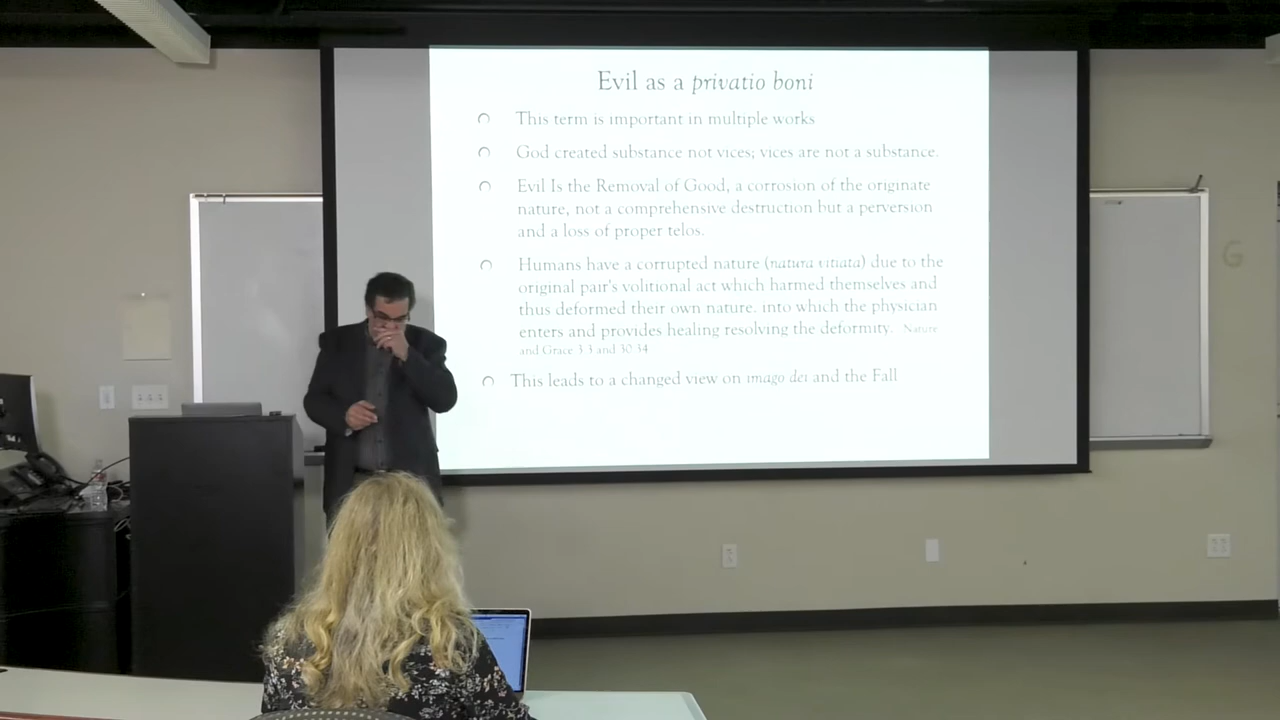 Evil as a privatio boni
This term is important in multiple works
God created substance not vices; vices are not a substance.
Evil Is the Removal of Good, a corrosion of the originate
nature, not a comprehensive destruction but a perversion
and a loss of proper telos.
Humans have a corrupted nature (natura vitiata) due to the
original pair's volitional act which harmed themselves and
thus deformed their own nature, into which the physician
enters and provides healing resolving the deformity. Nature
and Grace 3.3 and 30.34
This leads to a changed view on imago dei and the Fall
G